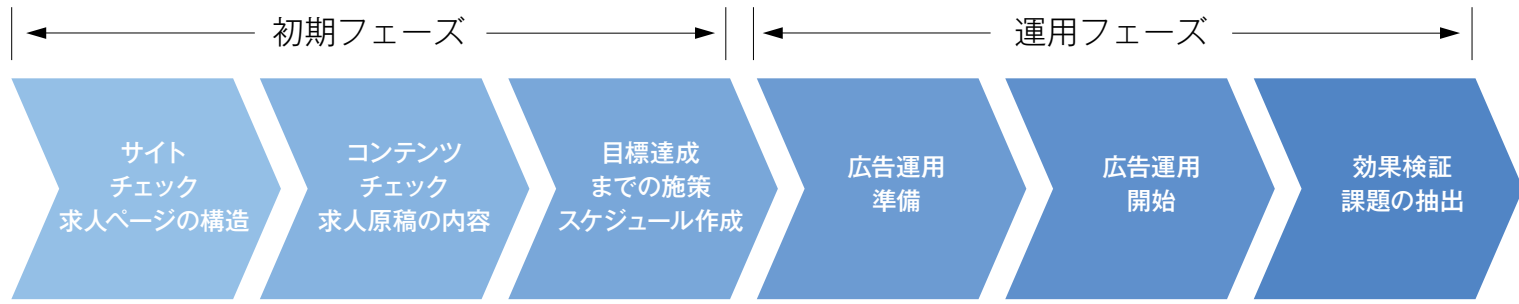 初期フェーズ
運用フェーズ
サイト
チェック
求人ページの構造
コンテンツ
チェック
求人原稿の内容
目標達成
までの施策
スケジュール作成
広告運用
準備
広告運用
開始
効果検証
課題の抽出